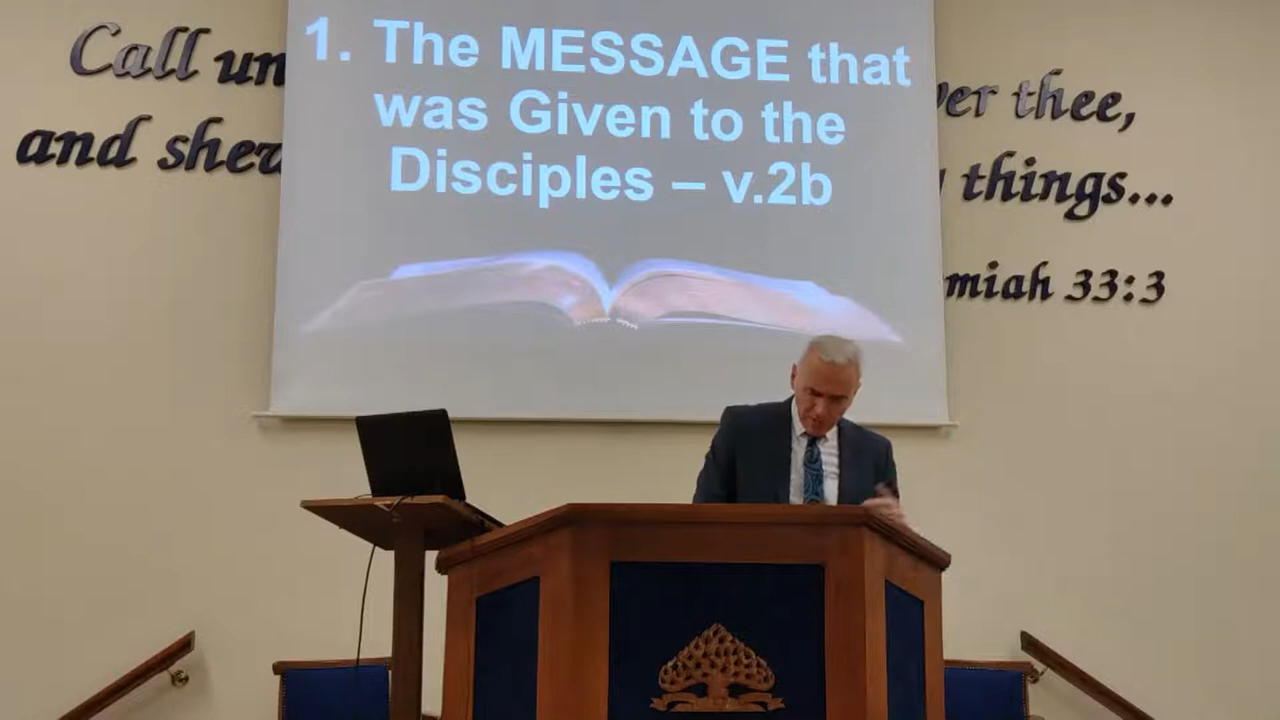 1. The MESSAGE that
was Given to the
Disciples – v.2b
Call un
and shew
ver thee,
things...
miah 33:3